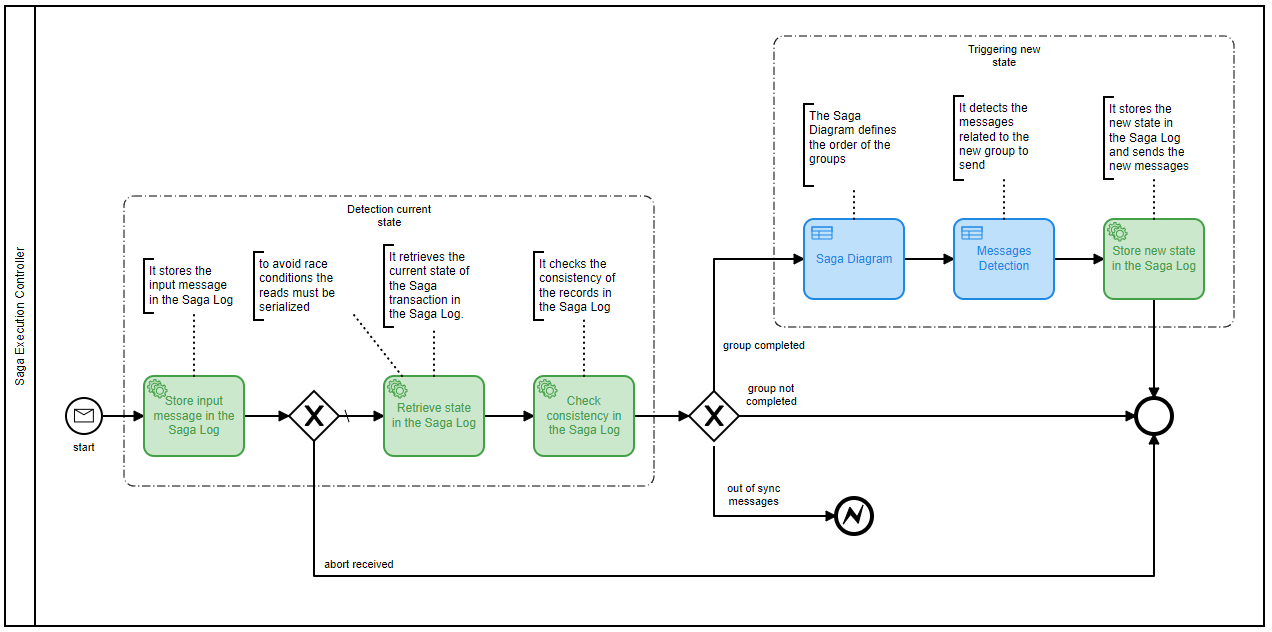 Saga Execution Controller
Triggering new
state
The Saga
Diagram defines
the order of the
groups
It detects the
messages
related to the
new group to
send
It stores the
new state in
the Saga Log
and sends the
new messages
Saga Diagram
Messages
Detection
Store new state
in the Saga Log
Detection current
state
It stores the
input message
in the Saga Log
to avoid race
conditions the
reads must be
serialized
It retrieves the
current state of
the Saga
transaction in
the Saga Log.
It checks the
consistency of
the records in
the Saga Log
start
Store input
message in the
Saga Log
Retrieve state
in the Saga Log
Check
consistency in
the Saga Log
group completed
group not
completed
out of sync
messages
abort received